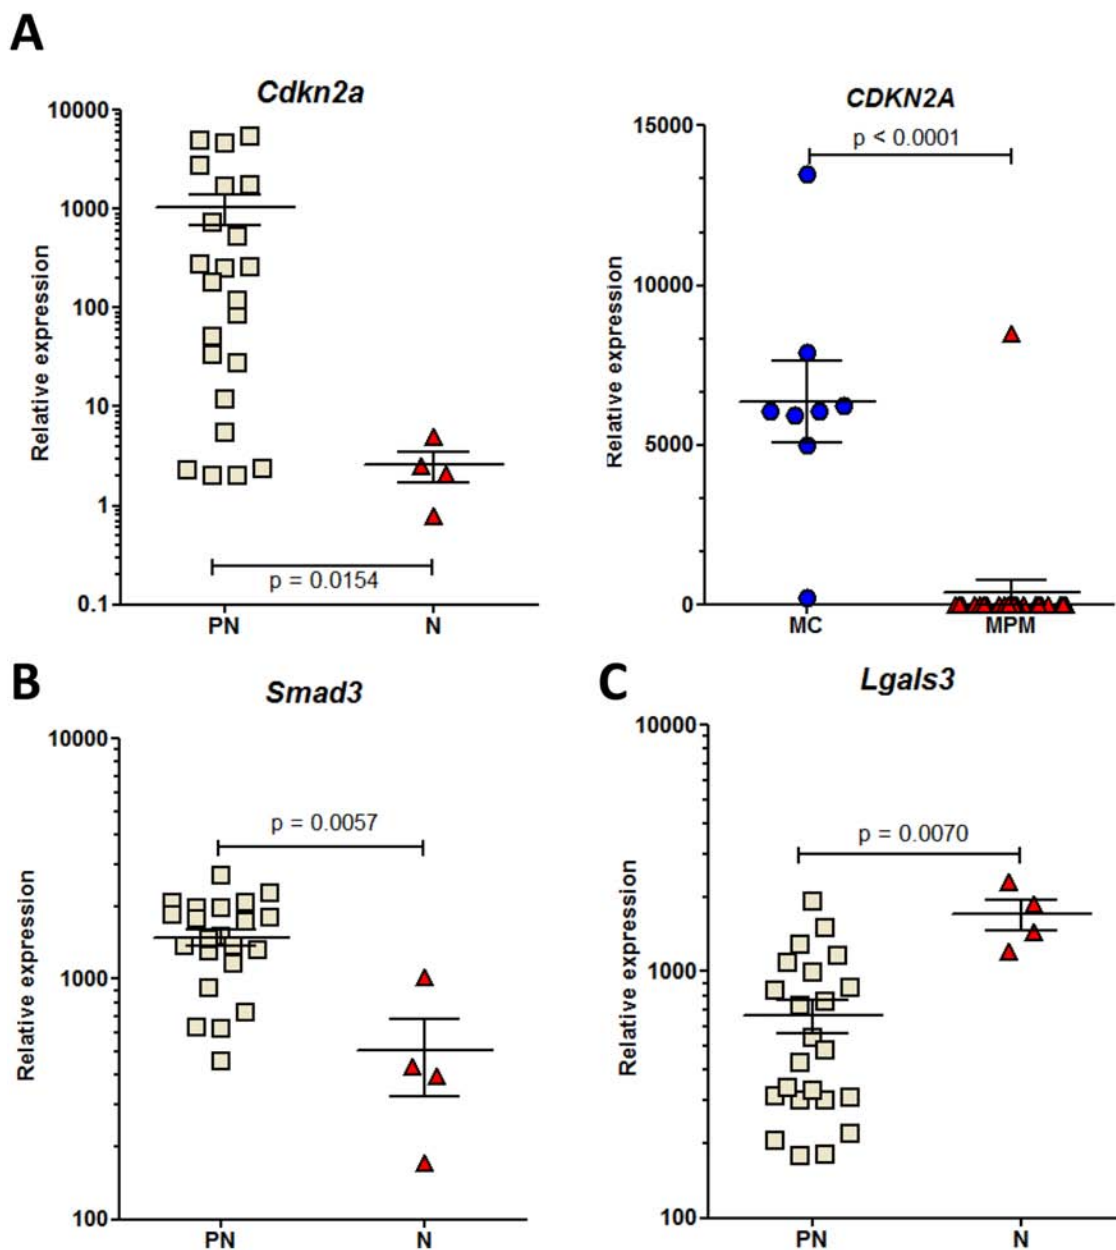 A
Cdkn2a
Relative expression
10000
1000
100
10
1
0.1
p = 0.0154
PN N
CDKN2A
Relative expression
15000
10000
5000
0
p < 0.0001
MC MPM
B
Smad3
Relative expression
10000
1000
100
p = 0.0057
PN N
C
Lgals3
Relative expression
10000
1000
100
p = 0.0070
PN N